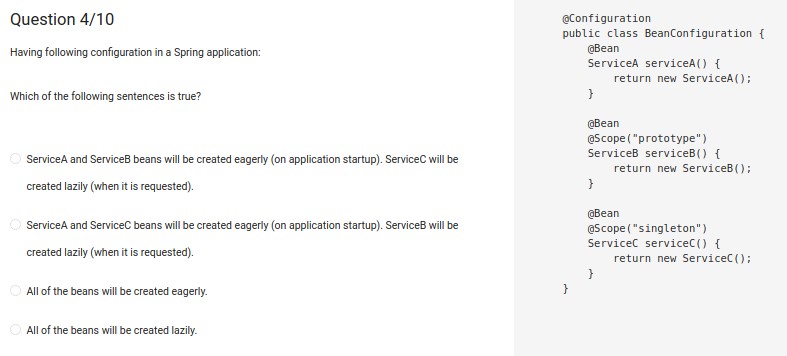 Question 4/10
Having following configuration in a Spring application:
Which of the following sentences is true?
ServiceA and ServiceB beans will be created eagerly (on application startup). ServiceC will be
created lazily (when it is requested).
ServiceA and ServiceC beans will be created eagerly (on application startup). ServiceB will be
created lazily (when it is requested).
All of the beans will be created eagerly.
All of the beans will be created lazily.
@Configuration
public class BeanConfiguration {
    @Bean
    ServiceA serviceA() {
        return new ServiceA();
    }

    @Bean
    @Scope("prototype")
    ServiceB serviceB() {
        return new ServiceB();
    }

    @Bean
    @Scope("singleton")
    ServiceC serviceC() {
        return new ServiceC();
    }
}